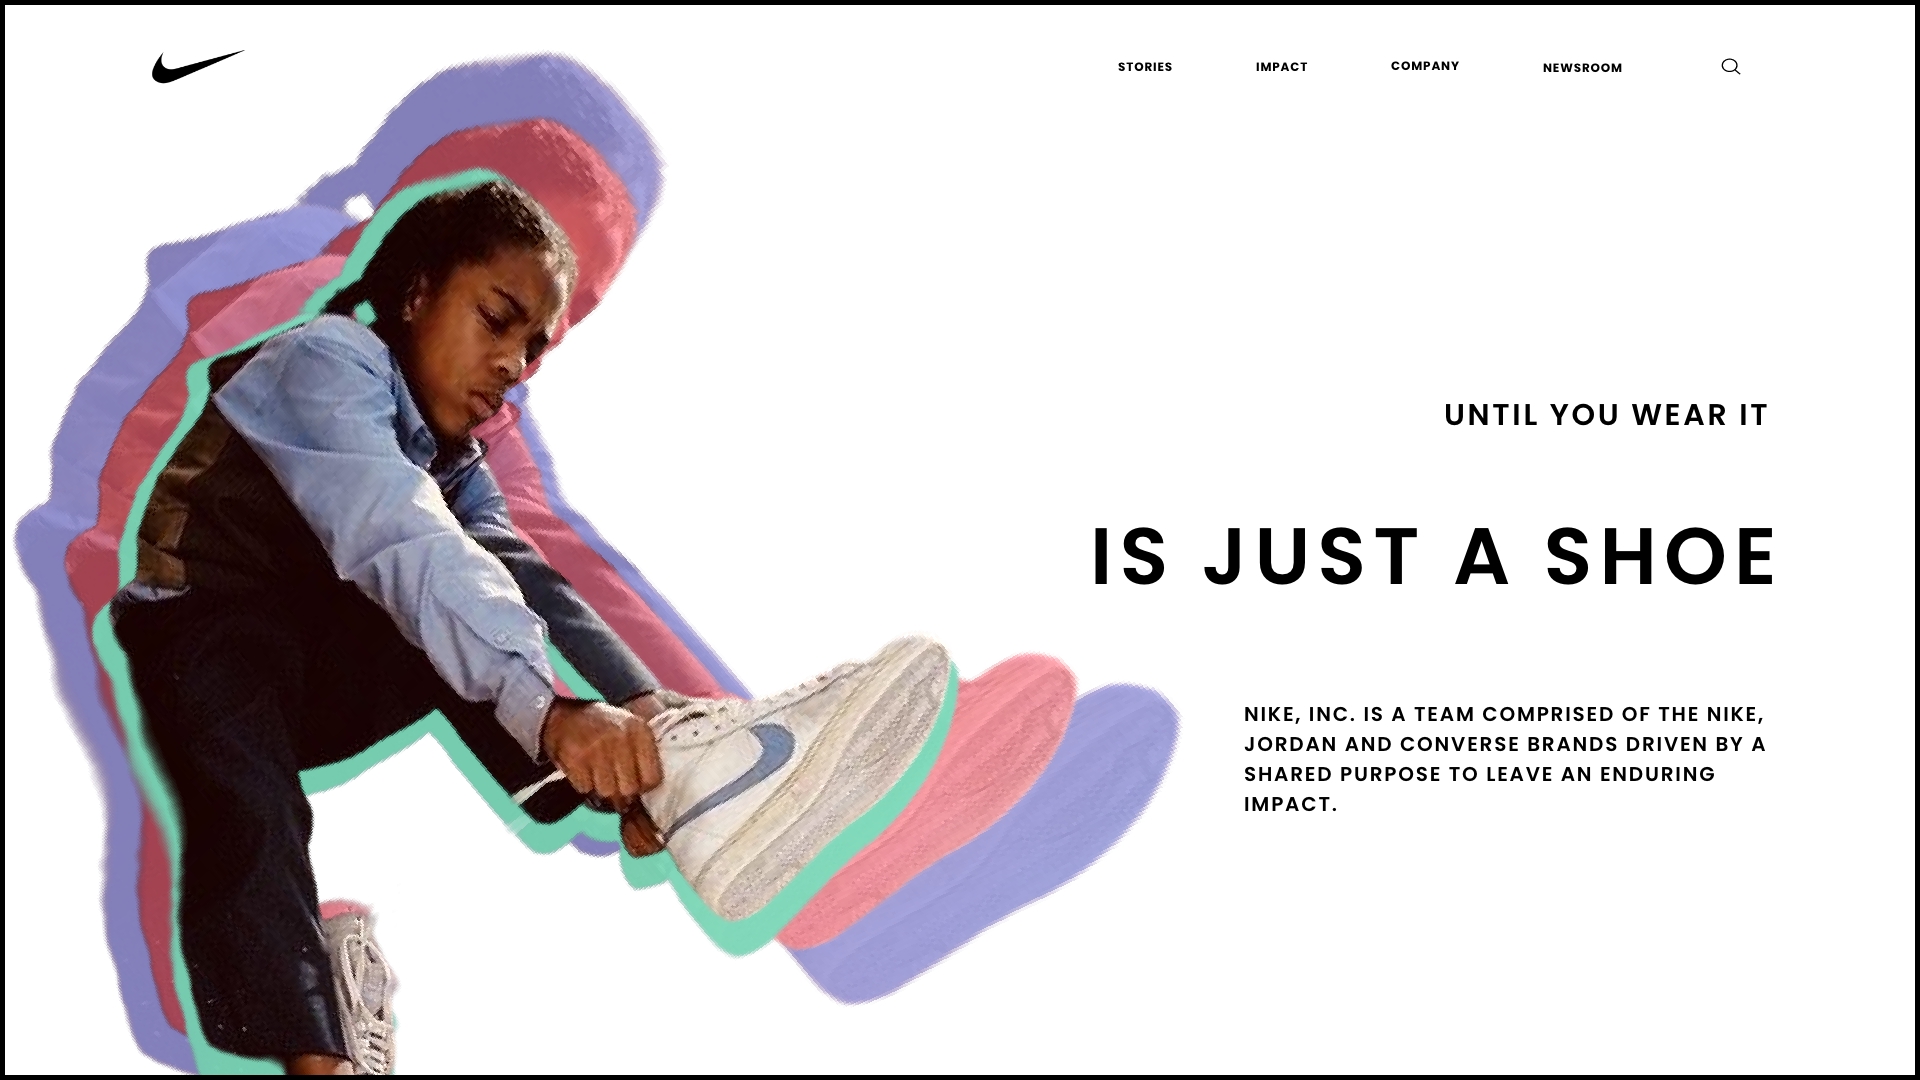 STORIES IMPACT COMPANY NEWSROOM
UNTIL YOU WEAR IT
IS JUST A SHOE
NIKE, INC. IS A TEAM COMPRISED OF THE NIKE,
JORDAN AND CONVERSE BRANDS DRIVEN BY A
SHARED PURPOSE TO LEAVE AN ENDURING
IMPACT.